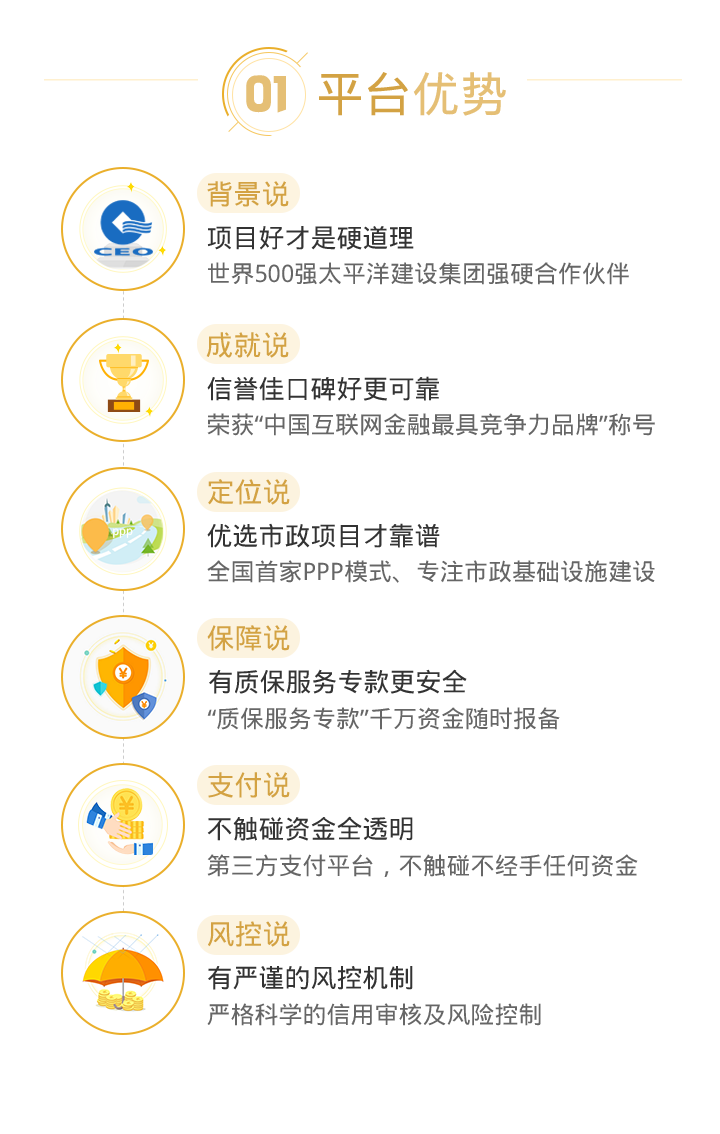 01 平台优势
背景说
CEO
项目好才是硬道理
世界500强太平洋建设集团强硬合作伙伴
成就说
信誉佳口碑好更可靠
荣获“中国互联网金融最具竞争力品牌”称号
定位说
PPP
优选市政项目才靠谱
全国首家PPP模式、专注市政基础设施建设
保障说
¥
¥
¥
有质保服务专款更安全
“质保服务专款”千万资金随时报备
支付说
¥
不触碰资金全透明
第三方支付平台，不触碰不经手任何资金
风控说
有严谨的风控机制
严格科学的信用审核及风险控制